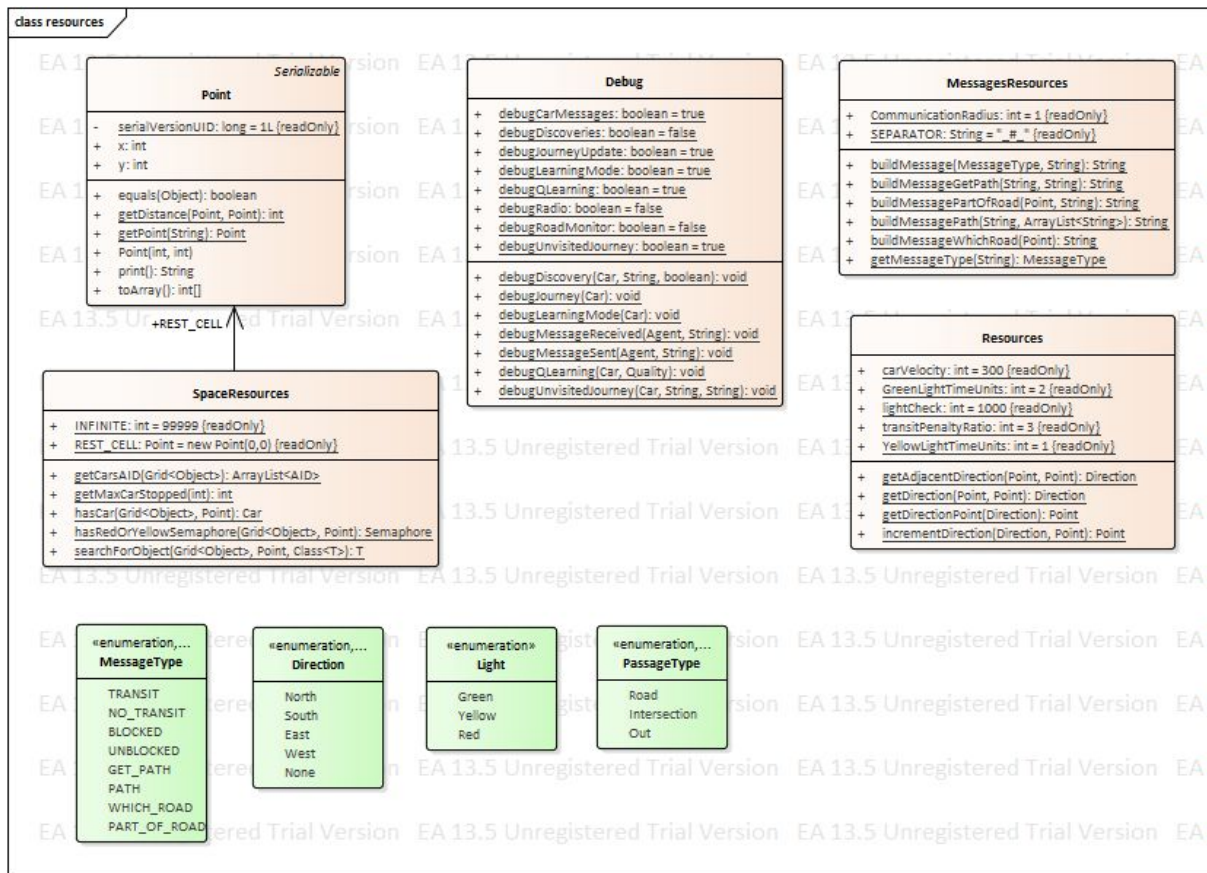 class resources
Serializable
Point
- serialVersionUID: long = 1L {readOnly}
+ x: int
+ y: int
+ equals(Object): boolean
+ getDistance(Point, Point): int
+ getPoint(String): Point
+ Point(int, int)
+ print(): String
+ toArray(): int[]
+REST_CELL
SpaceResources
+ INFINITE: int = 99999 {readOnly}
+ REST_CELL: Point = new Point(0,0) {readOnly}
+ getCarsAID(Grid<Object>): ArrayList<AID>
+ getMaxCarStopped(int): int
+ hasCar(Grid<Object>, Point): Car
+ hasRedOrYellowSemaphore(Grid<Object>, Point): Semaphore
+ searchForObject(Grid<Object>, Point, Class<T>): T
Debug
+ debugCarMessages: boolean = true
+ debugDiscoveries: boolean = false
+ debugJourneyUpdate: boolean = true
+ debugLearningMode: boolean = true
+ debugQLearning: boolean = true
+ debugRadio: boolean = false
+ debugRoadMonitor: boolean = false
+ debugUnvisitedJourney: boolean = true
+ debugDiscovery(Car, String, boolean): void
+ debugJourney(Car): void
+ debugLearningMode(Car): void
+ debugMessageReceived(Agent, String): void
+ debugMessageSent(Agent, String): void
+ debugQLearning(Car, Quality): void
+ debugUnvisitedJourney(Car, String, String): void
MessagesResources
+ CommunicationRadius: int = 1 {readOnly}
+ SEPARATOR: String = "_#_" {readOnly}
+ buildMessage(MessageType, String): String
+ buildMessageGetPath(String, String): String
+ buildMessagePartOfRoad(Point, String): String
+ buildMessagePath(String, ArrayList<String>): String
+ buildMessageWhichRoad(Point): String
+ getMessageType(String): MessageType
Resources
+ carVelocity: int = 300 {readOnly}
+ GreenLightTimeUnits: int = 2 {readOnly}
+ lightCheck: int = 1000 {readOnly}
+ transitPenaltyRatio: int = 3 {readOnly}
+ YellowLightTimeUnits: int = 1 {readOnly}
+ getAdjacentDirection(Point, Point): Direction
+ getDirection(Point, Point): Direction
+ getDirectionPoint(Direction): Point
+ incrementDirection(Direction, Point): Point
«enumeration,...
MessageType
TRANSIT
NO_TRANSIT
BLOCKED
UNBLOCKED
GET_PATH
PATH
WHICH_ROAD
PART_OF_ROAD
«enumeration,...
Direction
North
South
East
West
None
«enumeration»
Light
Green
Yellow
Red
«enumeration,...
PassageType
Road
Intersection
Out
EA 13.5 Unregistered Trial Version